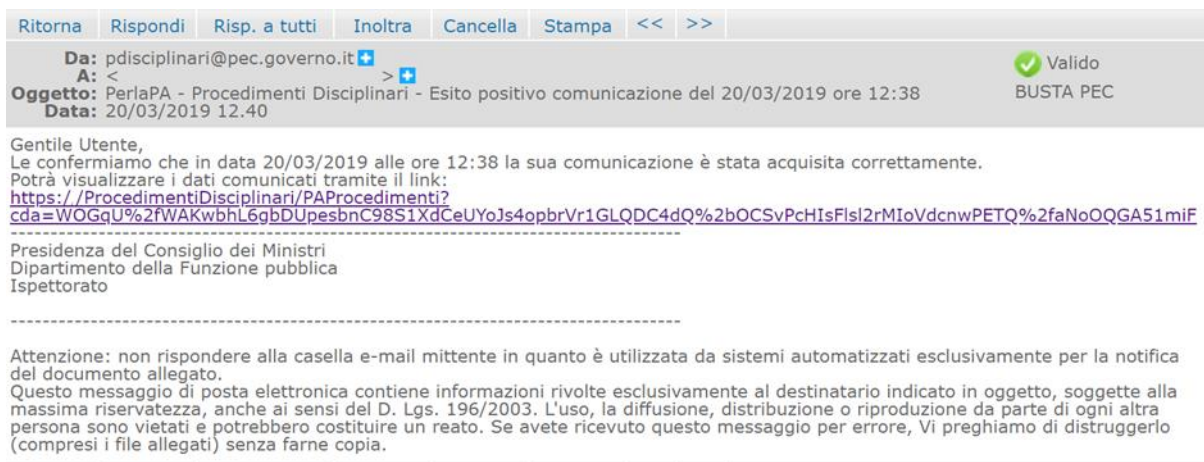 Ritorna Rispondi Risp. a tutti Inoltra Cancella Stampa << >>
Da: pdisciplinari@pec.governo.it
A: < >
Oggetto: PerlaPA - Procedimenti Disciplinari - Esito positivo comunicazione del 20/03/2019 ore 12:38
Data: 20/03/2019 12.40
Valido
BUSTA PEC
Gentile Utente,
Le confermiamo che in data 20/03/2019 alle ore 12:38 la sua comunicazione è stata acquisita correttamente.
Potrà visualizzare i dati comunicati tramite il link:
https://ProcedimentiDisciplinari/PAProcedimenti?
cda=WOGqU%2fWAKwbhL6gbDUpesbnC98S1XdCeUYoJs4opbrVr1GLQDC4dQ%2bOCSvPcHIsFlsl2rMIoVdcnwPETQ%2faNoOQGA51miF
-----------------------------------------------------------------------------------
Presidenza del Consiglio dei Ministri
Dipartimento della Funzione pubblica
Ispettorato
-----------------------------------------------------------------------------------
Attenzione: non rispondere alla casella e-mail mittente in quanto è utilizzata da sistemi automatizzati esclusivamente per la notifica
del documento allegato.
Questo messaggio di posta elettronica contiene informazioni rivolte esclusivamente al destinatario indicato in oggetto, soggette alla
massima riservatezza, anche ai sensi del D. Lgs. 196/2003. L'uso, la diffusione, distribuzione o riproduzione da parte di ogni altra
persona sono vietati e potrebbero costituire un reato. Se avete ricevuto questo messaggio per errore, Vi preghiamo di distruggerlo
(compresi i file allegati) senza farne copia.